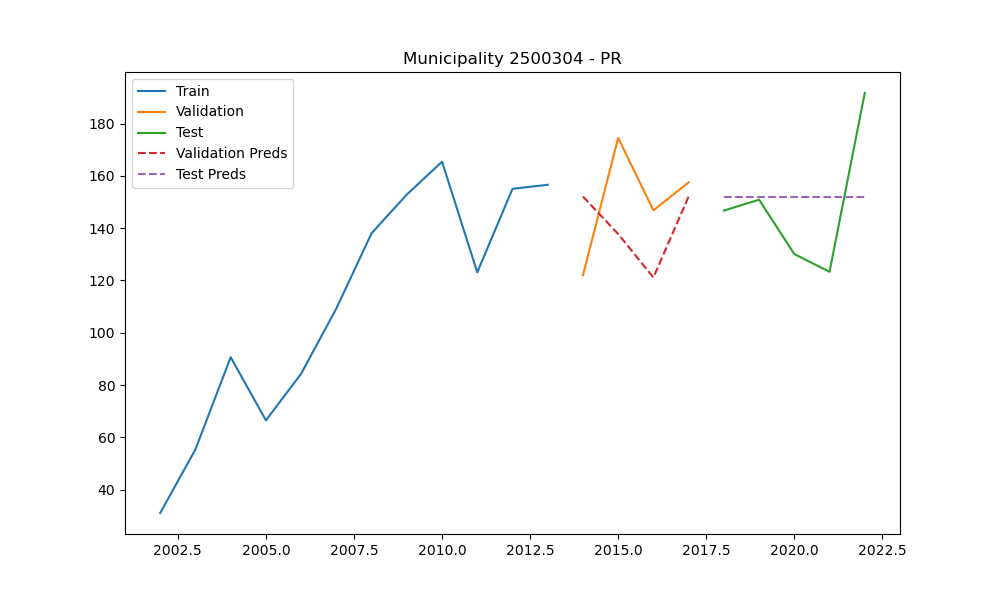 Municipality 2500304 - PR
Train
Validation
Test
Validation Preds
Test Preds
180
160
140
120
100
80
60
40
2002.5 2005.0 2007.5 2010.0 2012.5 2015.0 2017.5 2020.0 2022.5